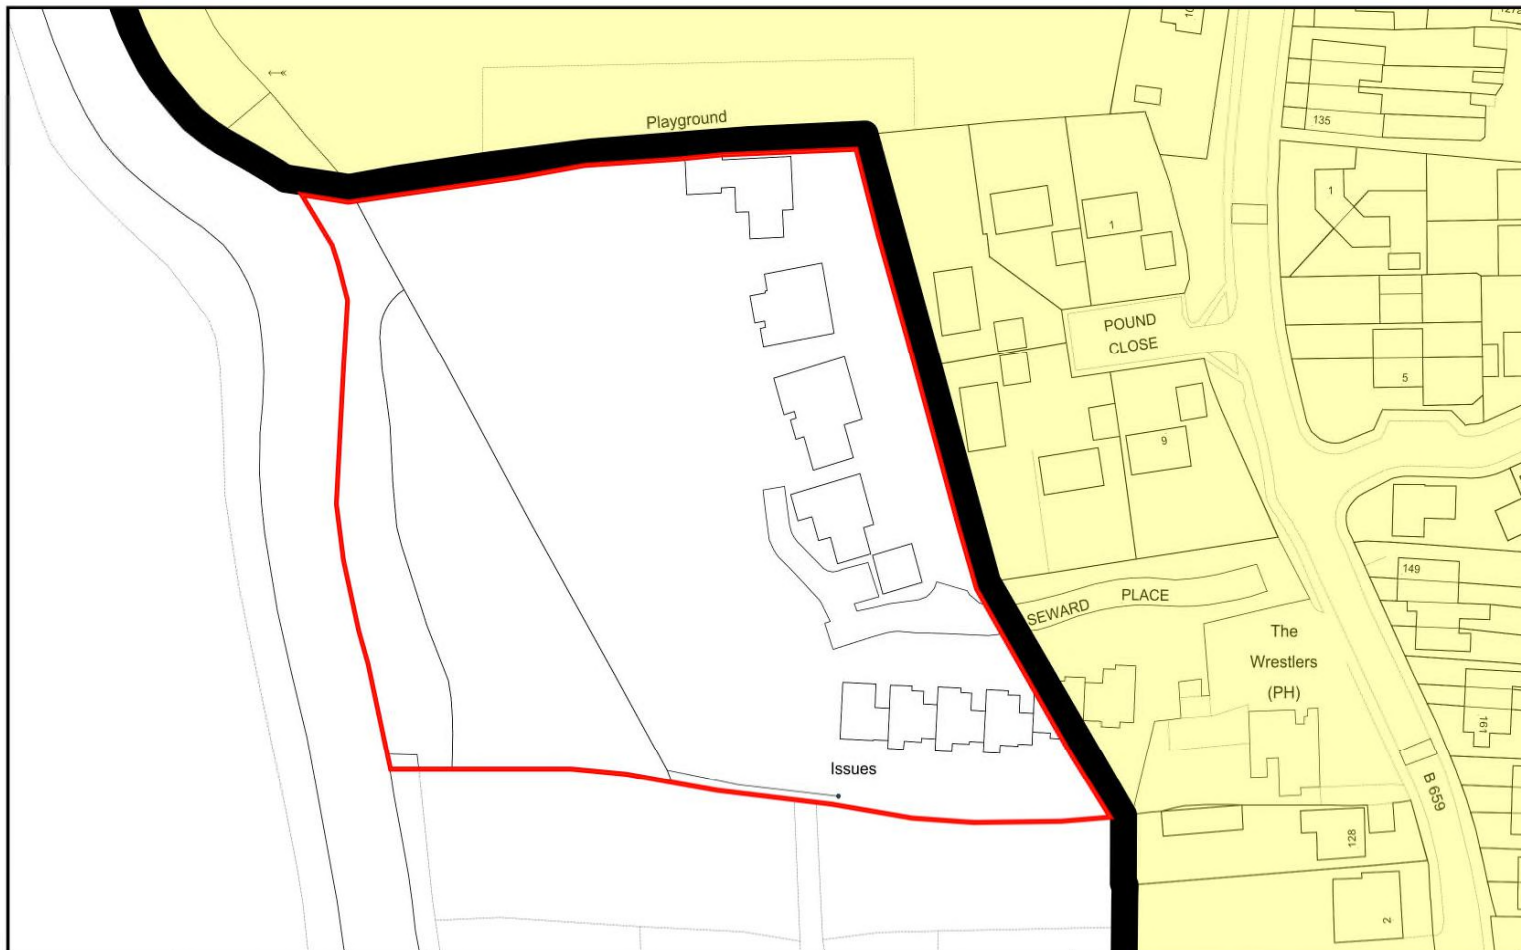 Playground
135
1
1
POUND
CLOSE
5
9
149
SEWARD PLACE
The
Wrestlers
(PH)
161
Issues
B 659
128
2